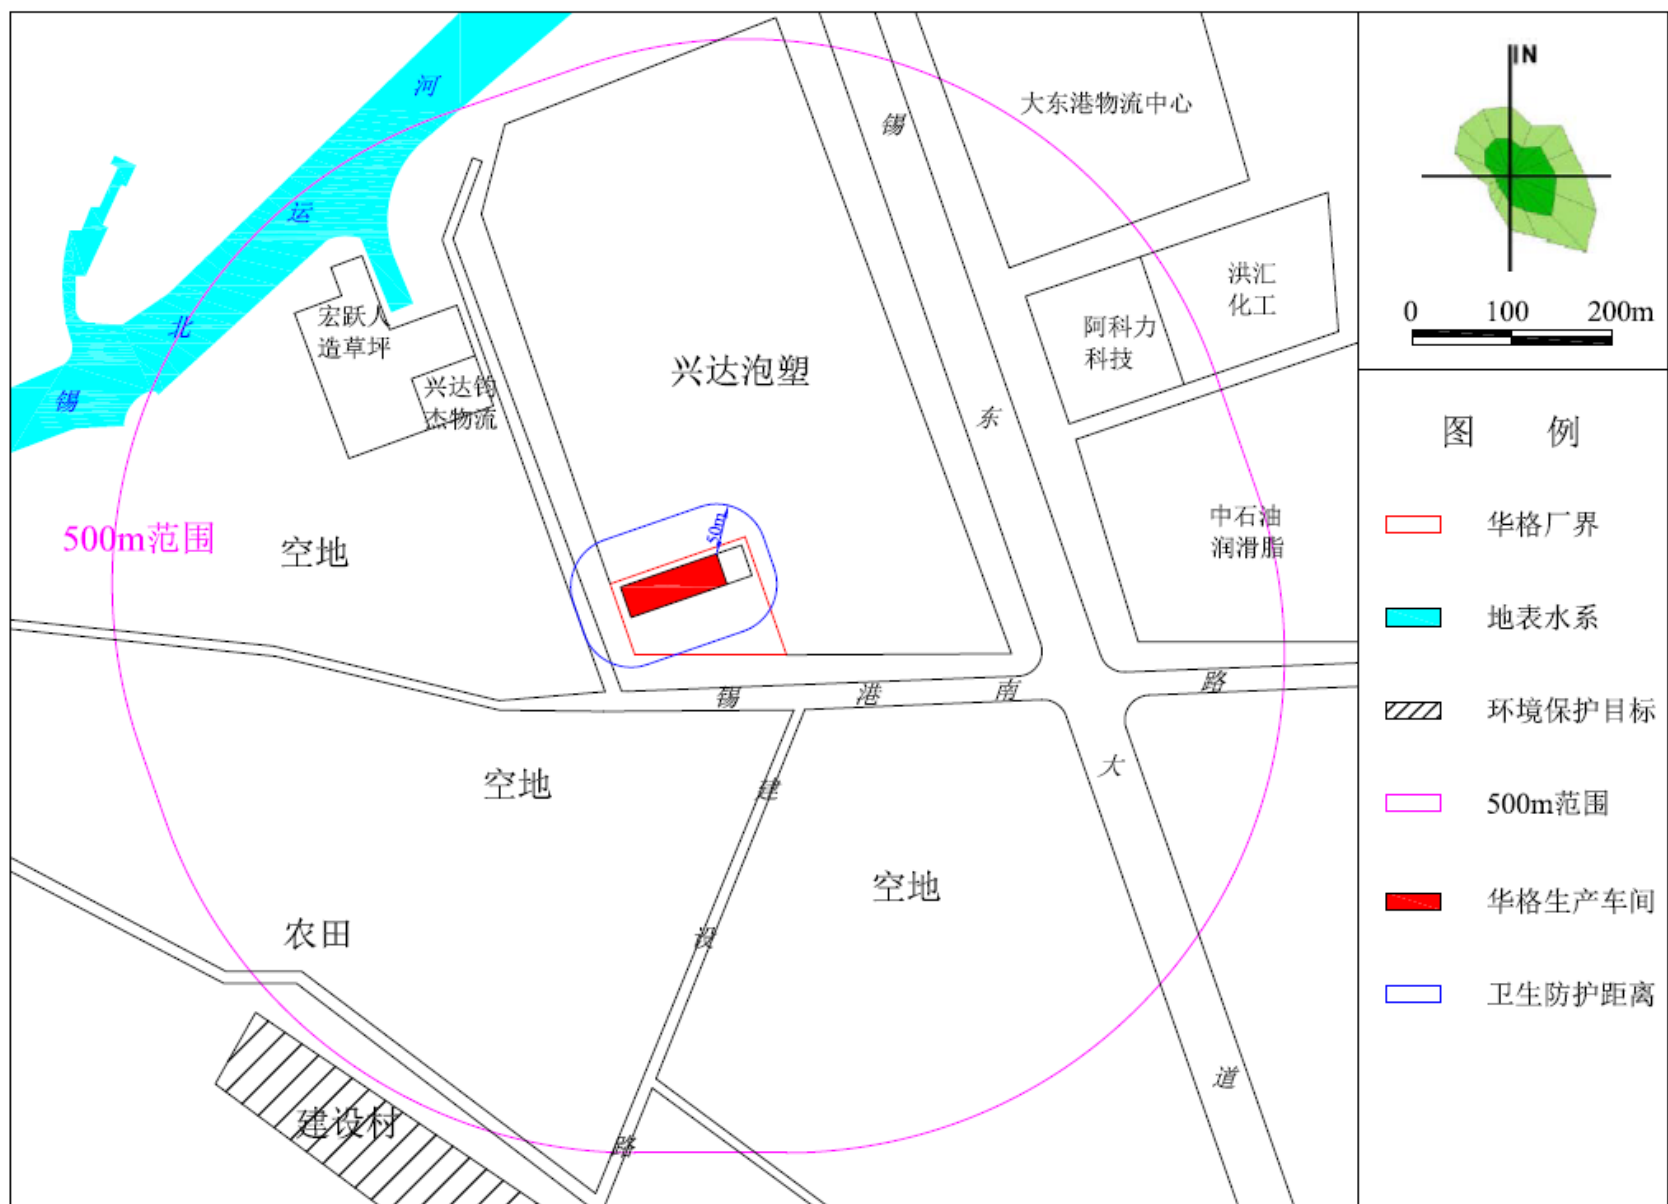 河
运
北
锡
宏跃人
造草坪
兴达钧
杰物流
兴达泡塑
500m范围
空地
50m
锡
东
大
道
大东港物流中心
洪汇
化工
阿科力
科技
中石油
润滑脂
锡
港
南
路
空地
建
设
路
空地
农田
建设村
N
0 100 200m
图 例
华格厂界
地表水系
环境保护目标
500m范围
华格生产车间
卫生防护距离